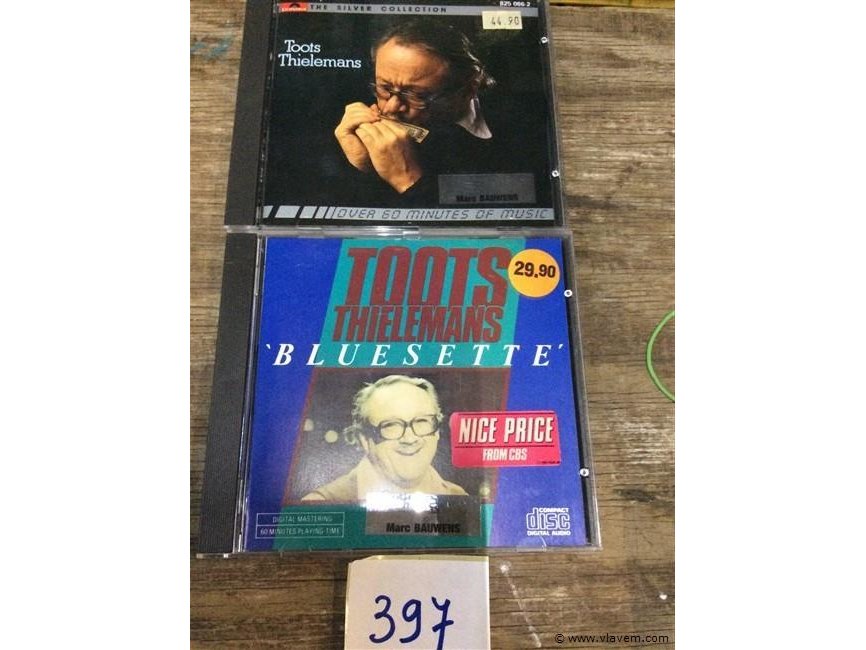 THE SILVER COLLECTION
825 086-2
44.90
Toots
Thielemans
Marc BAUWENS
OVER 60 MINUTES OF MUSIC
TOOTS
THIELEMANS
29.90
'BLUESETTE'
NICE PRICE
FROM CBS
DIGITAL MASTERING
60 MINUTES PLAYING TIME
Marc BAUWENS
COMPACT
disc
DIGITAL AUDIO
397
© www.vlavem.com